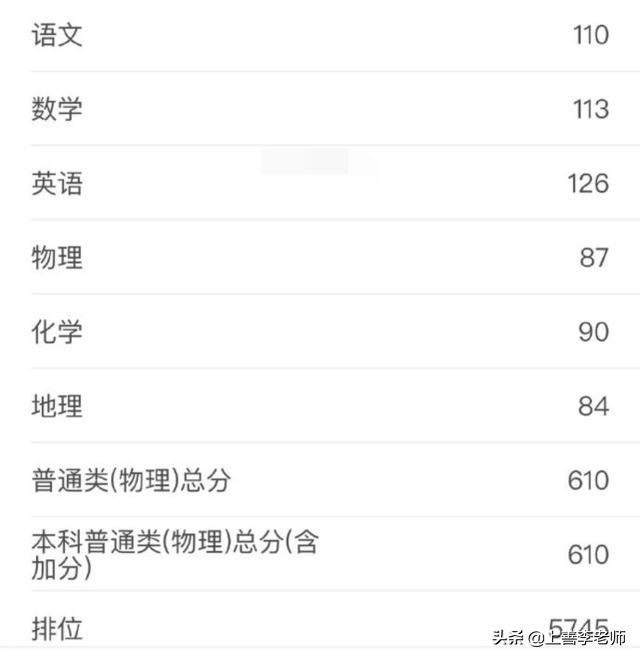 语文 110
数学 113
英语 126
物理 87
化学 90
地理 84
普通类(物理)总分 610
本科普通类(物理)总分(含
加分) 610
排位 5745
头条 @上善李老师